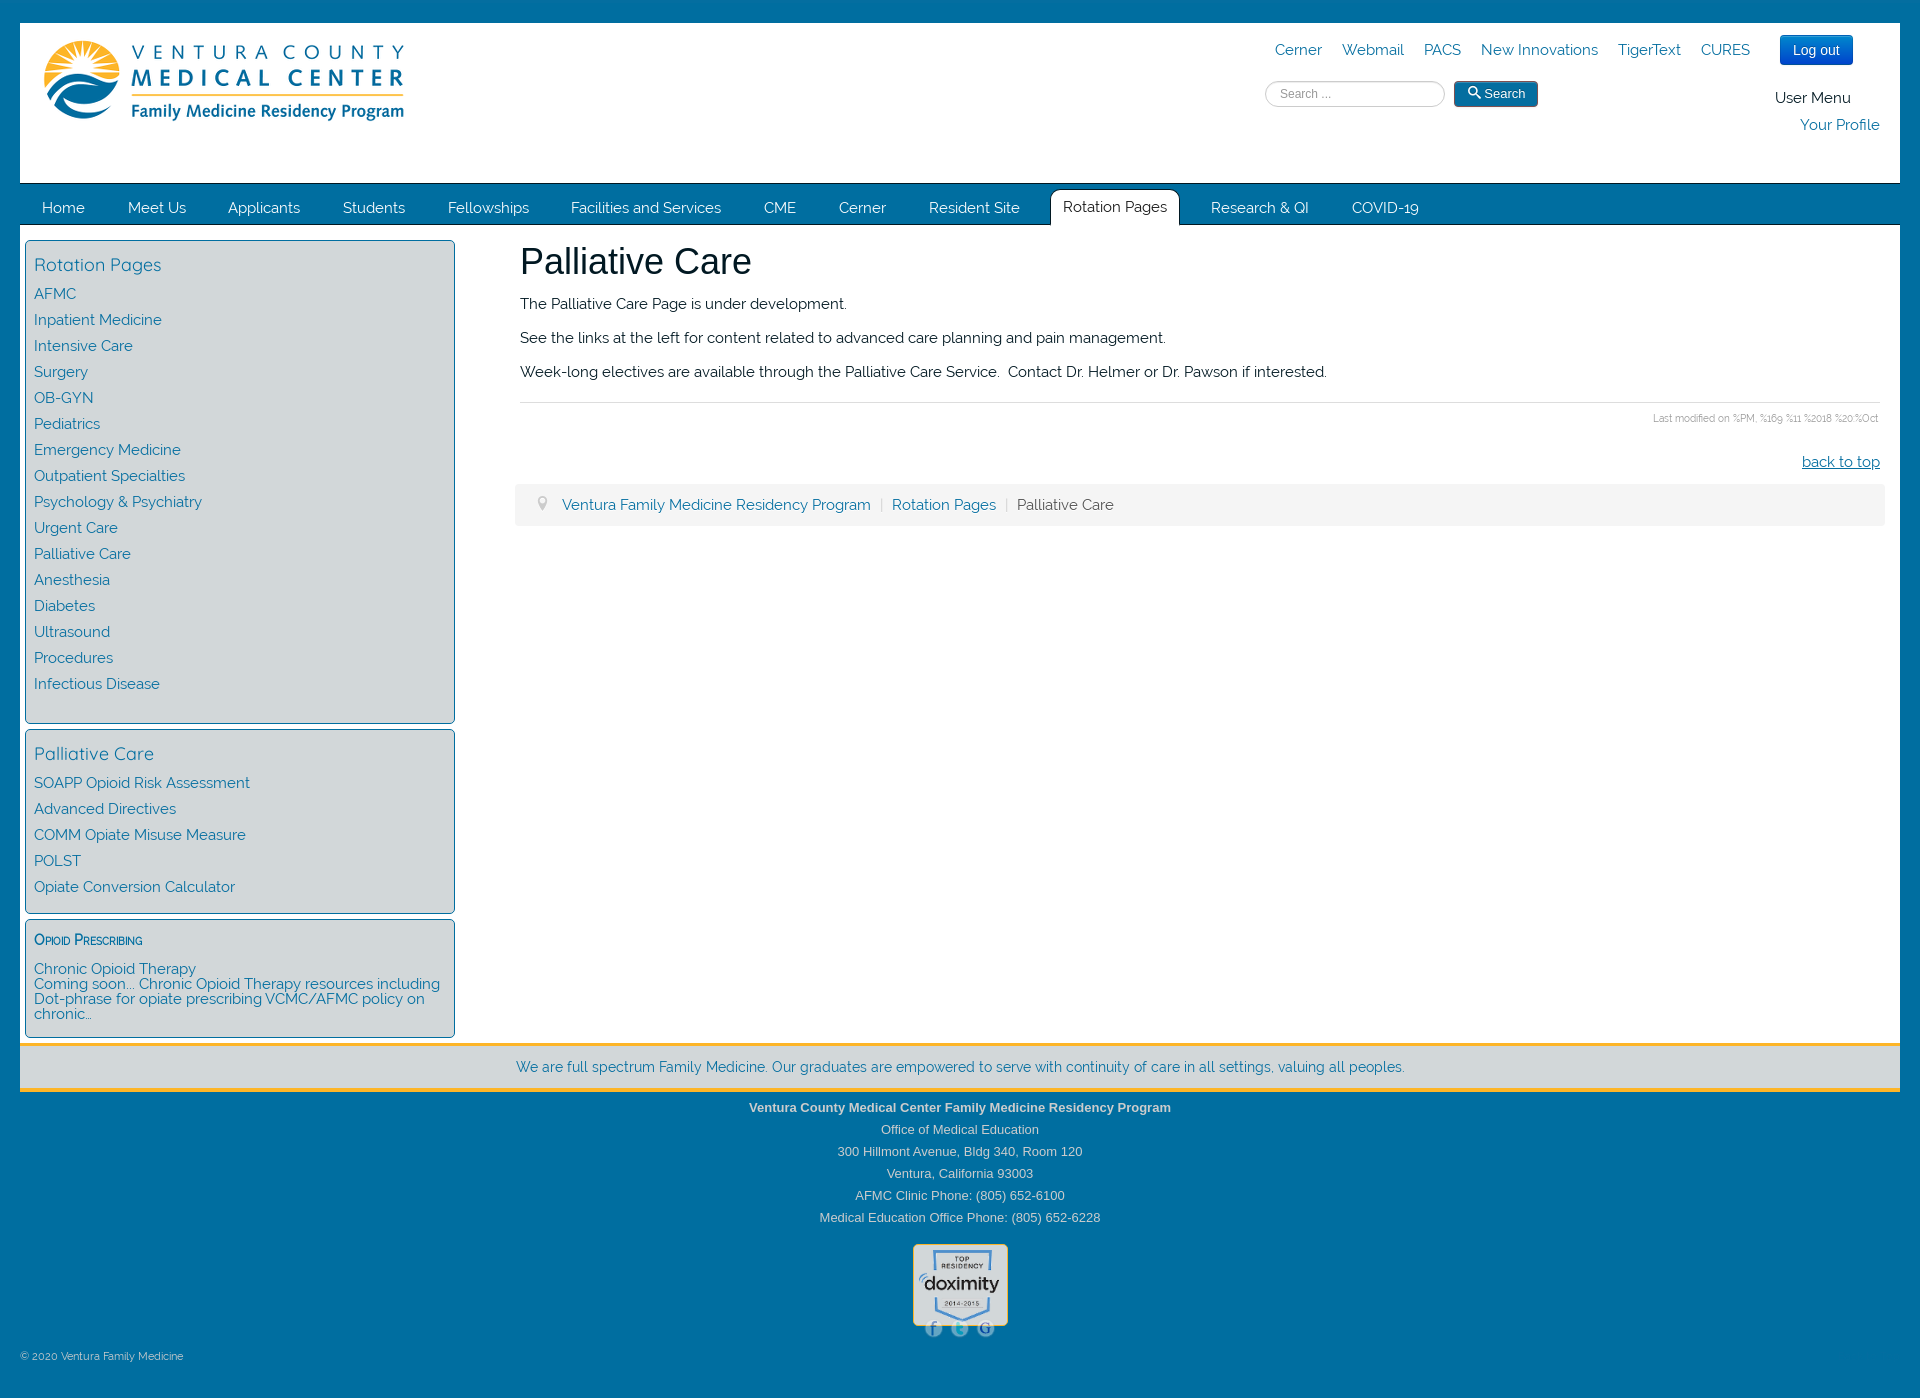 VENTURA COUNTY
MEDICAL CENTER
Family Medicine Residency Program
Cerner Webmail PACS New Innovations TigerText CURES Log out
Search ... Search
User Menu
Your Profile
Home Meet Us Applicants Students Fellowships Facilities and Services CME Cerner Resident Site Rotation Pages Research & QI COVID-19
Rotation Pages
AFMC
Inpatient Medicine
Intensive Care
Surgery
OB-GYN
Pediatrics
Emergency Medicine
Outpatient Specialties
Psychology & Psychiatry
Urgent Care
Palliative Care
Anesthesia
Diabetes
Ultrasound
Procedures
Infectious Disease
Palliative Care
SOAPP Opioid Risk Assessment
Advanced Directives
COMM Opiate Misuse Measure
POLST
Opiate Conversion Calculator
Opioid Prescribing
Chronic Opioid Therapy
Coming soon... Chronic Opioid Therapy resources including
Dot-phrase for opiate prescribing VCMC/AFMC policy on
chronic...
Palliative Care
The Palliative Care Page is under development.
See the links at the left for content related to advanced care planning and pain management.
Week-long electives are available through the Palliative Care Service.  Contact Dr. Helmer or Dr. Pawson if interested.
Last modified on %PM, %169 %11 %2018 %20:%Oct
back to top
Ventura Family Medicine Residency Program | Rotation Pages | Palliative Care
We are full spectrum Family Medicine. Our graduates are empowered to serve with continuity of care in all settings, valuing all peoples.
Ventura County Medical Center Family Medicine Residency Program
Office of Medical Education
300 Hillmont Avenue, Bldg 340, Room 120
Ventura, California 93003
AFMC Clinic Phone: (805) 652-6100
Medical Education Office Phone: (805) 652-6228
TOP
RESIDENCY
doximity
2014-2015
f t G
© 2020 Ventura Family Medicine